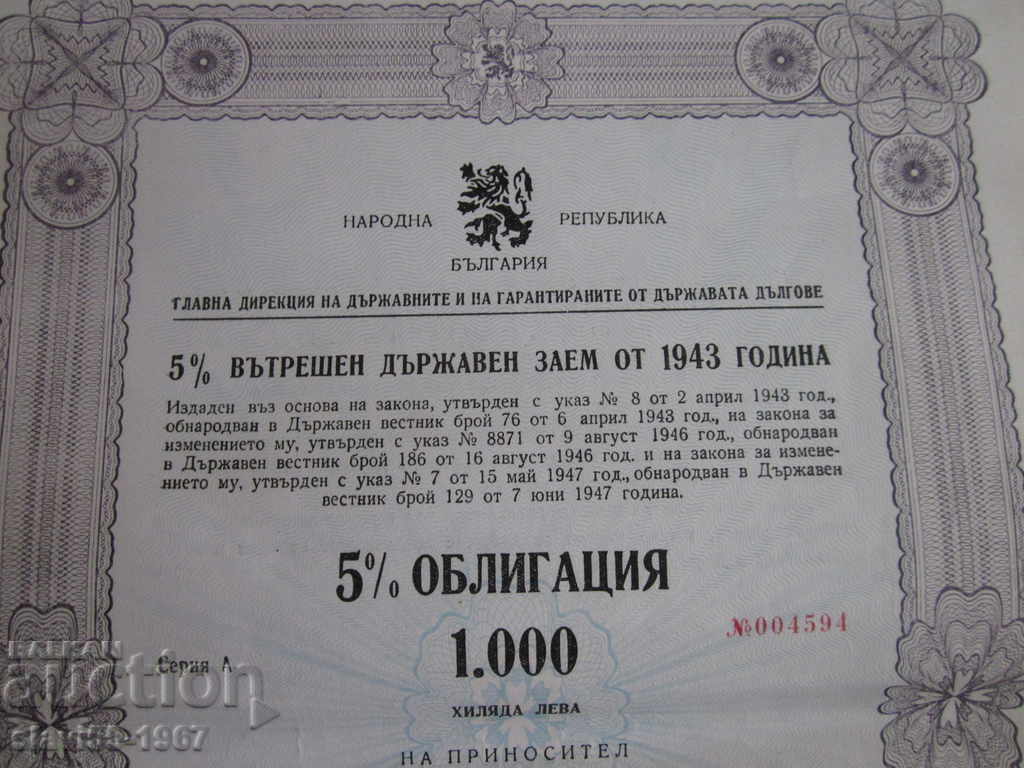 НАРОДНА РЕПУБЛИКА
БЪЛГАРИЯ
ГЛАВНА ДИРЕКЦИЯ НА ДЪРЖАВНИТЕ И НА ГАРАНТИРАНИТЕ ОТ ДЪРЖАВАТА ДЪЛГОВЕ
5% ВЪТРЕШЕН ДЪРЖАВЕН ЗАЕМ ОТ 1943 ГОДИНА
Издаден въз основа на закона, утвърден с указ № 8 от 2 април 1943 год.,
обнародван в Държавен вестник брой 76 от 6 април 1943 год., на закона за
изменението му, утвърден с указ № 8871 от 9 август 1946 год., обнародван
в Държавен вестник брой 186 от 16 август 1946 год. и на закона за измене-
нието му, утвърден с указ № 7 от 15 май 1947 год., обнародван в Държавен
вестник брой 129 от 7 юни 1947 година.
5% ОБЛИГАЦИЯ
№004594
Серия А
1.000
ХИЛЯДА ЛЕВА
НА ПРИНОСИТЕЛ
BALKAN
auction
-1967